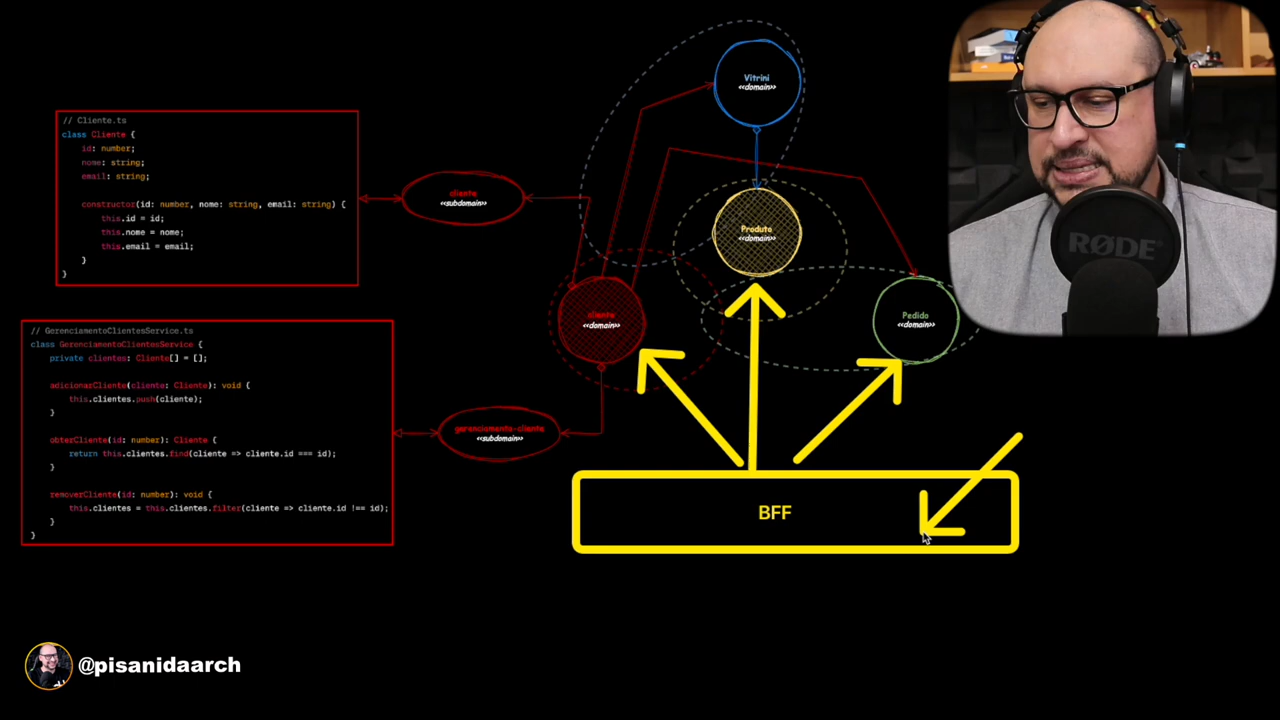 // Cliente.ts
class Cliente {
id: number;
nome: string;
email: string;
constructor(id: number, nome: string, email: string) {
this.id = id;
this.nome = nome;
this.email = email;
}
}
// GerenciamentoClientesService.ts
class GerenciamentoClientesService {
private clientes: Cliente[] = [];
adicionarCliente(cliente: Cliente): void {
this.clientes.push(cliente);
}
obterCliente(id: number): Cliente {
return this.clientes.find(cliente => cliente.id === id);
}
removerCliente(id: number): void {
this.clientes = this.clientes.filter(cliente => cliente.id !== id);
}
}
cliente
<<subdomain>>
gerenciamento-cliente
<<subdomain>>
Vitrini
<<domain>>
Produto
<<domain>>
cliente
<<domain>>
Pedido
<<domain>>
BFF
RØDE
@pisanidaarch